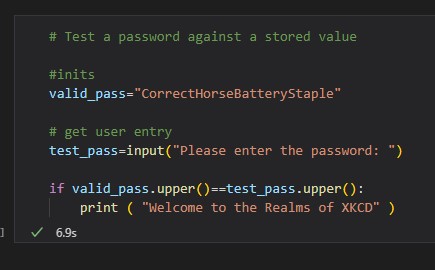 # Test a password against a stored value
#inits
valid_pass="CorrectHorseBatteryStaple"
# get user entry
test_pass=input("Please enter the password: ")
if valid_pass.upper()==test_pass.upper():
    print ( "Welcome to the Realms of XKCD" )
] ✓ 6.9s